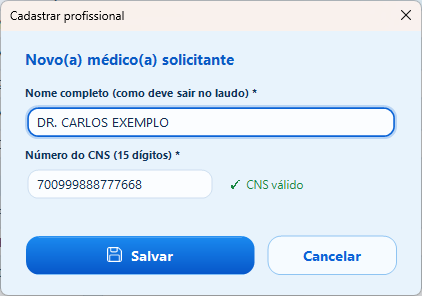 Cadastrar profissional
Novo(a) médico(a) solicitante
Nome completo (como deve sair no laudo) *
DR. CARLOS EXEMPLO
Número do CNS (15 dígitos) *
700999888777668
✓ CNS válido
Salvar
Cancelar